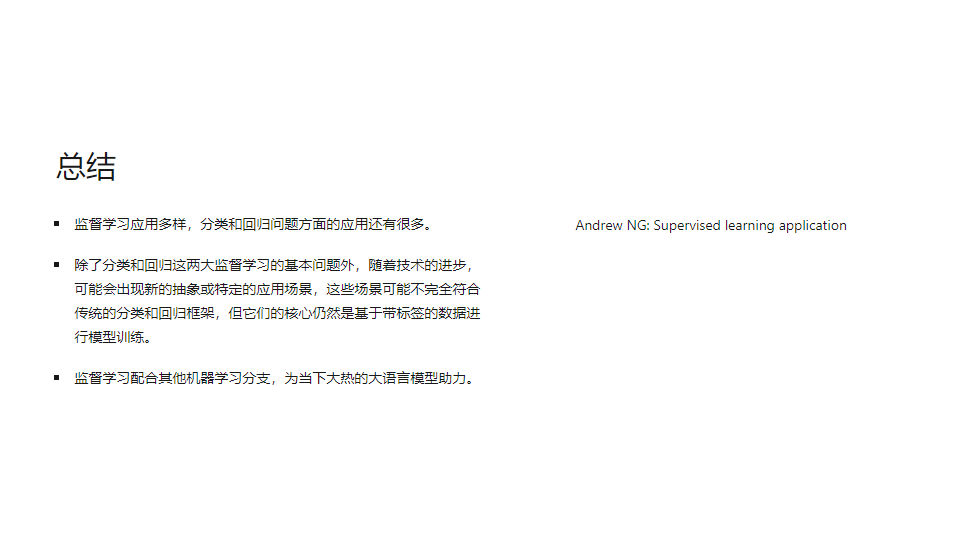 总结
▪ 监督学习应用多样，分类和回归问题方面的应用还有很多。
▪ 除了分类和回归这两大监督学习的基本问题外，随着技术的进步，
可能会出现新的抽象或特定的应用场景，这些场景可能不完全符合
传统的分类和回归框架，但它们的核心仍然是基于带标签的数据进
行模型训练。
▪ 监督学习配合其他机器学习分支，为当下大热的大语言模型助力。
Andrew NG: Supervised learning application